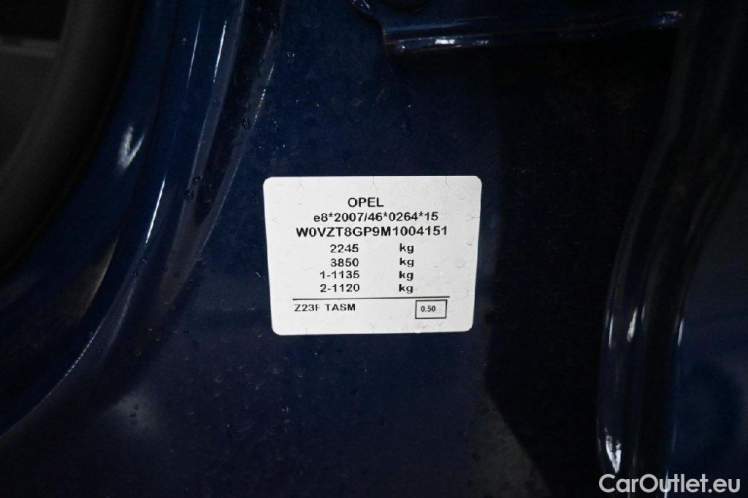 OPEL
e8*2007/46*0264*15
W0VZT8GP9M1004151
2245 kg
3850 kg
1-1135 kg
2-1120 kg
Z23F TASM 0.50
CarOutlet.eu